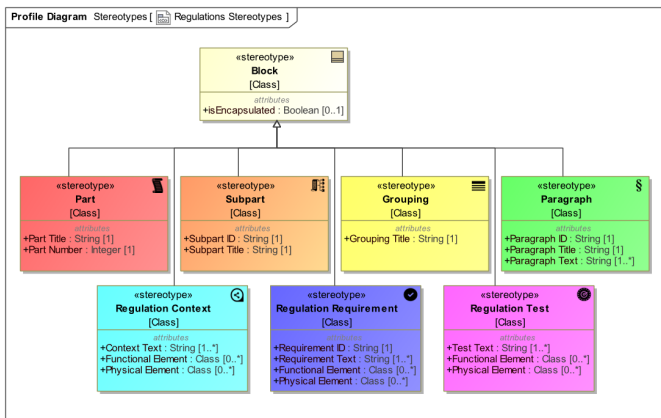 Profile Diagram Stereotypes [ Regulations Stereotypes ]
«stereotype»
Block
[Class]
attributes
+isEncapsulated : Boolean [0..1]
«stereotype»
Part
[Class]
attributes
+Part Title : String [1]
+Part Number : Integer [1]
«stereotype»
Subpart
[Class]
attributes
+Subpart ID : String [1]
+Subpart Title : String [1]
«stereotype»
Grouping
[Class]
attributes
+Grouping Title : String [1]
«stereotype» §
Paragraph
[Class]
attributes
+Paragraph ID : String [1]
+Paragraph Title : String [1]
+Paragraph Text : String [1..*]
«stereotype»
Regulation Context
[Class]
attributes
+Context Text : String [1..*]
+Functional Element : Class [0..*]
+Physical Element : Class [0..*]
«stereotype»
Regulation Requirement
[Class]
attributes
+Requirement ID : String [1]
+Requirement Text : String [1..*]
+Functional Element : Class [0..*]
+Physical Element : Class [0..*]
«stereotype»
Regulation Test
[Class]
attributes
+Test Text : String [1..*]
+Functional Element : Class [0..*]
+Physical Element : Class [0..*]